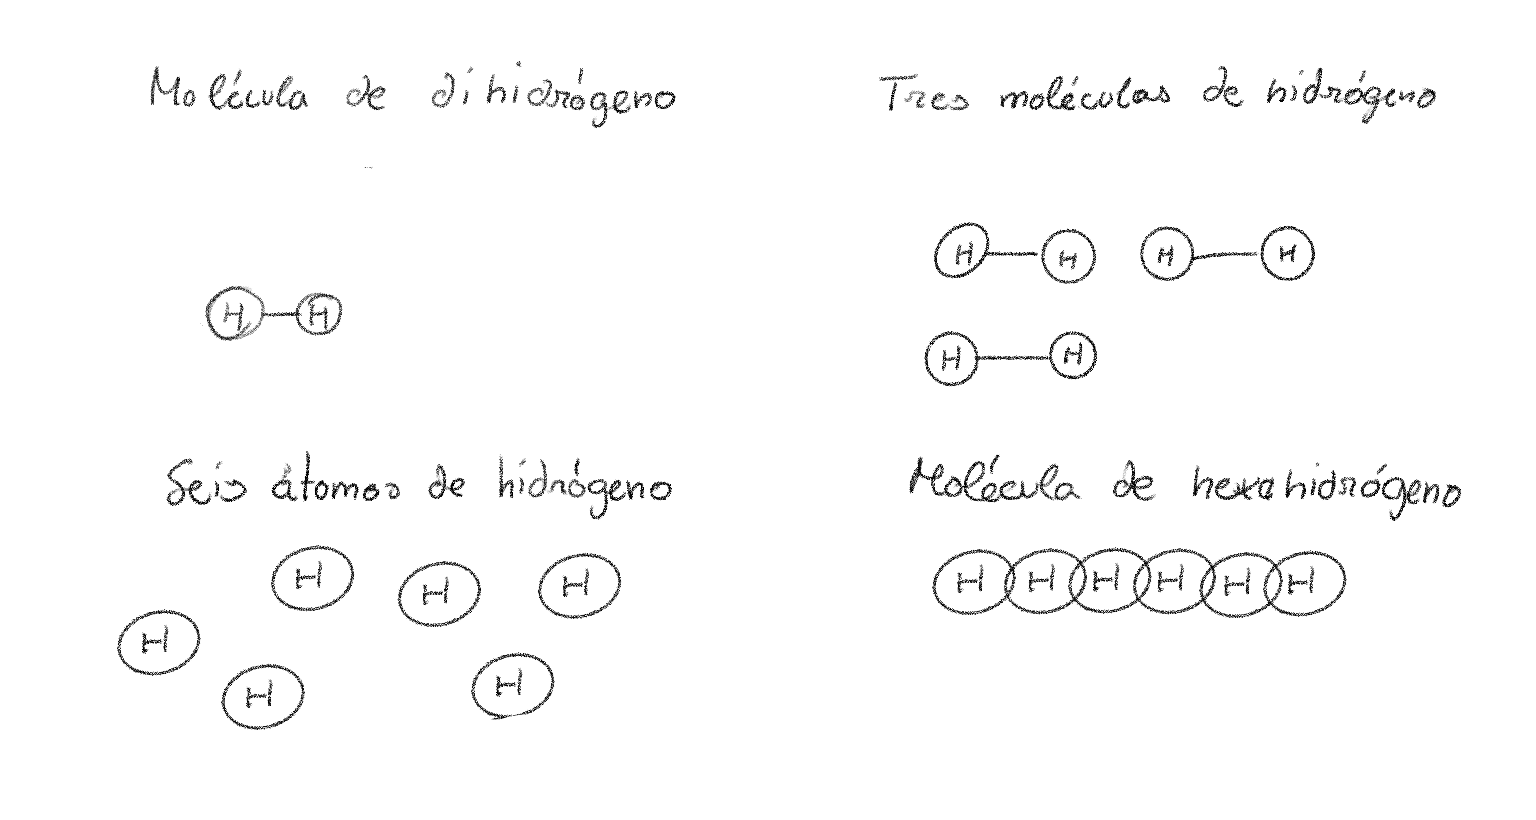 Molécula de dihidrógeno
Tres moléculas de hidrógeno
H H
H H H H
H H
Seis átomos de hidrógeno
Molécula de hexahidrógeno
H H H H
H H H
H H H H H H